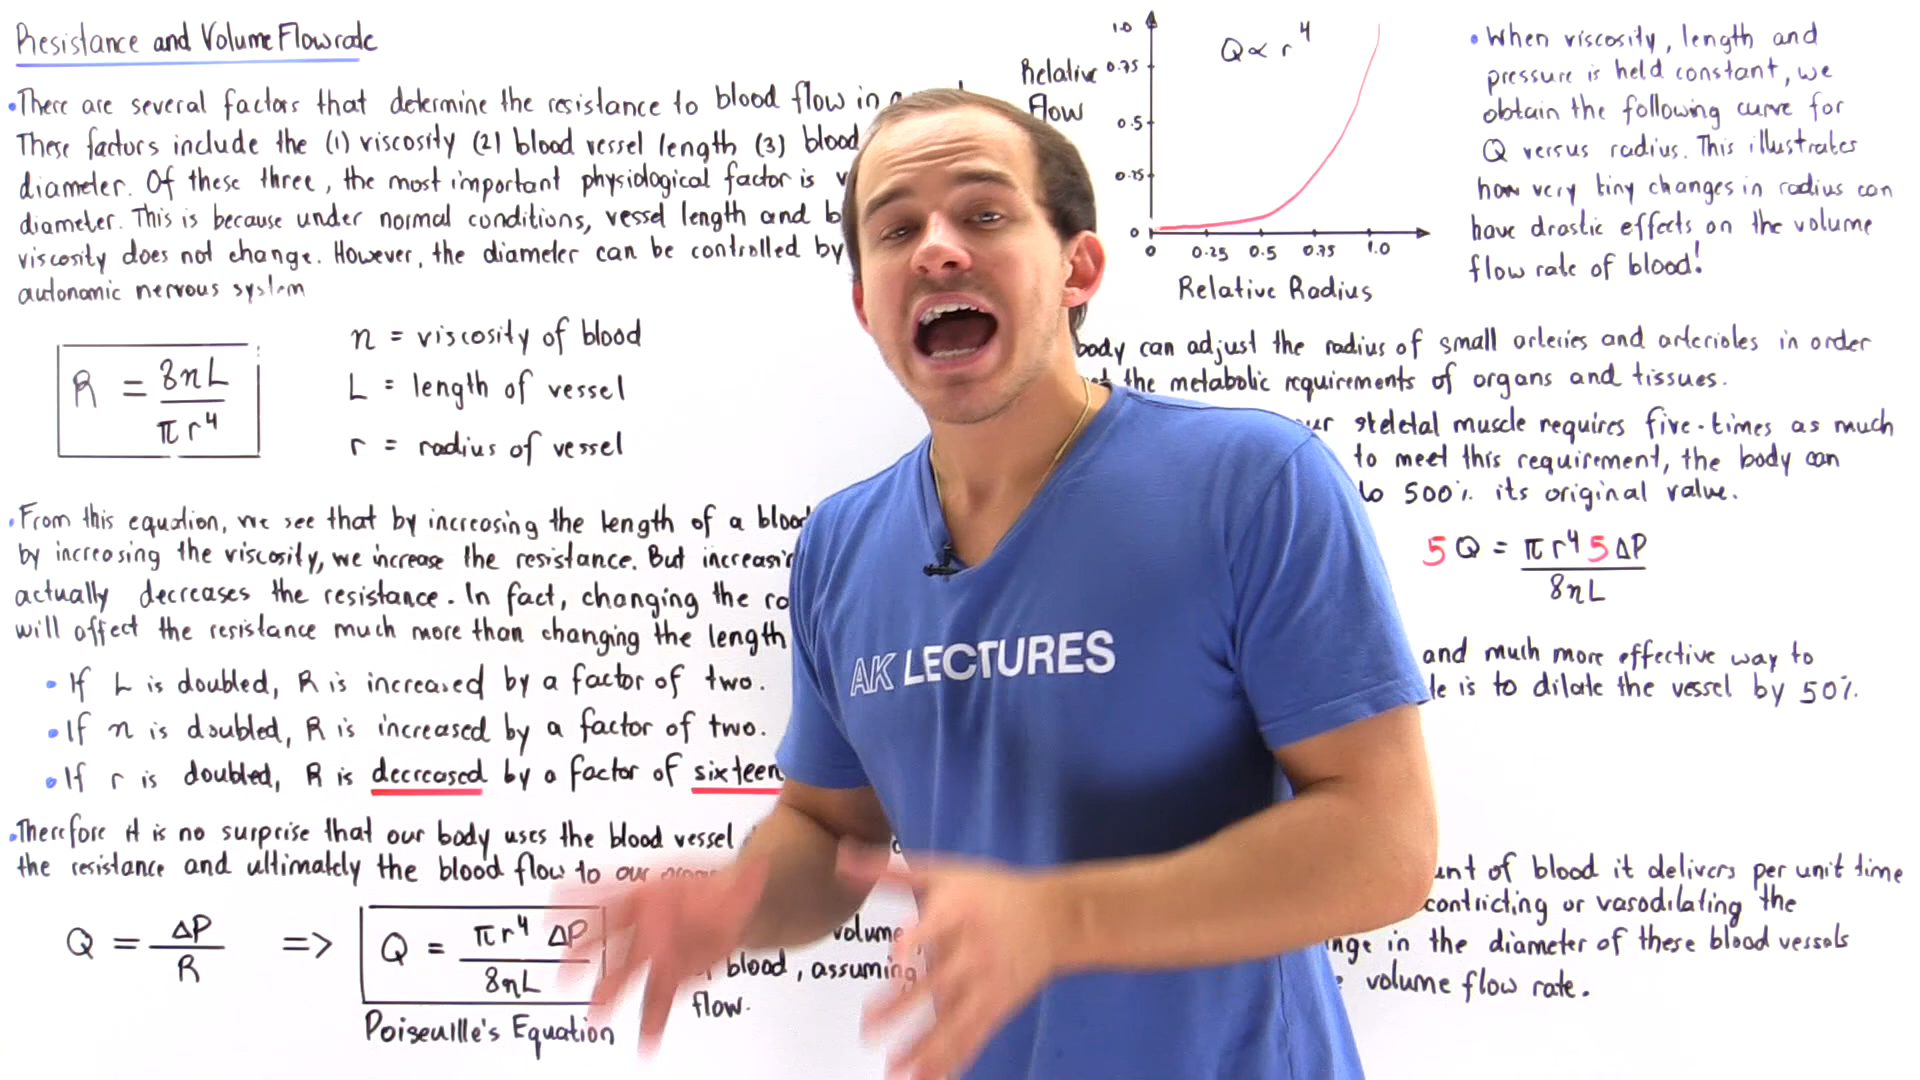 Resistance and Volume Flowrate
•There are several factors that determine the resistance to blood flow in a
These factors include the (1) viscosity (2) blood vessel length (3) blood
diameter. Of these three, the most important physiological factor is
diameter. This is because under normal conditions, vessel length and
viscosity does not change. However, the diameter can be controlled by
autonomic nervous system
R = 8ηL / πr⁴
η = viscosity of blood
L = length of vessel
r = radius of vessel
•From this equation, we see that by increasing the length of a blood
by increasing the viscosity, we increase the resistance. But
actually decreases the resistance. In fact, changing the
will affect the resistance much more than changing the length
•If L is doubled, R is increased by a factor of two.
•If η is doubled, R is increased by a factor of two.
•If r is doubled, R is decreased by a factor of sixteen
•Therefore it is no surprise that our body uses the blood vessel
the resistance and ultimately the blood flow to our
Q = ΔP / R => Q = πr⁴ ΔP / 8ηL
Poiseuille's Equation
volume
blood, assuming
flow.
Relative
Flow
1.0
0.75
0.5
0
Q ∝ r⁴
0 0.25 0.5 0.75 1.0
Relative Radius
•When viscosity, length and
pressure is held constant, we
obtain the following curve for
Q versus radius. This illustrates
how very tiny changes in radius can
have drastic effects on the volume
flow rate of blood!
body can adjust the radius of small arteries and arterioles in order
the metabolic requirements of organs and tissues.
skeletal muscle requires five-times as much
to meet this requirement, the body can
to 500% its original value.
5Q = πr⁴5ΔP / 8ηL
and much more effective way to
is to dilate the vessel by 50%.
of blood it delivers per unit time
contricting or vasodilating the
in the diameter of these blood vessels
volume flow rate.
AK LECTURES